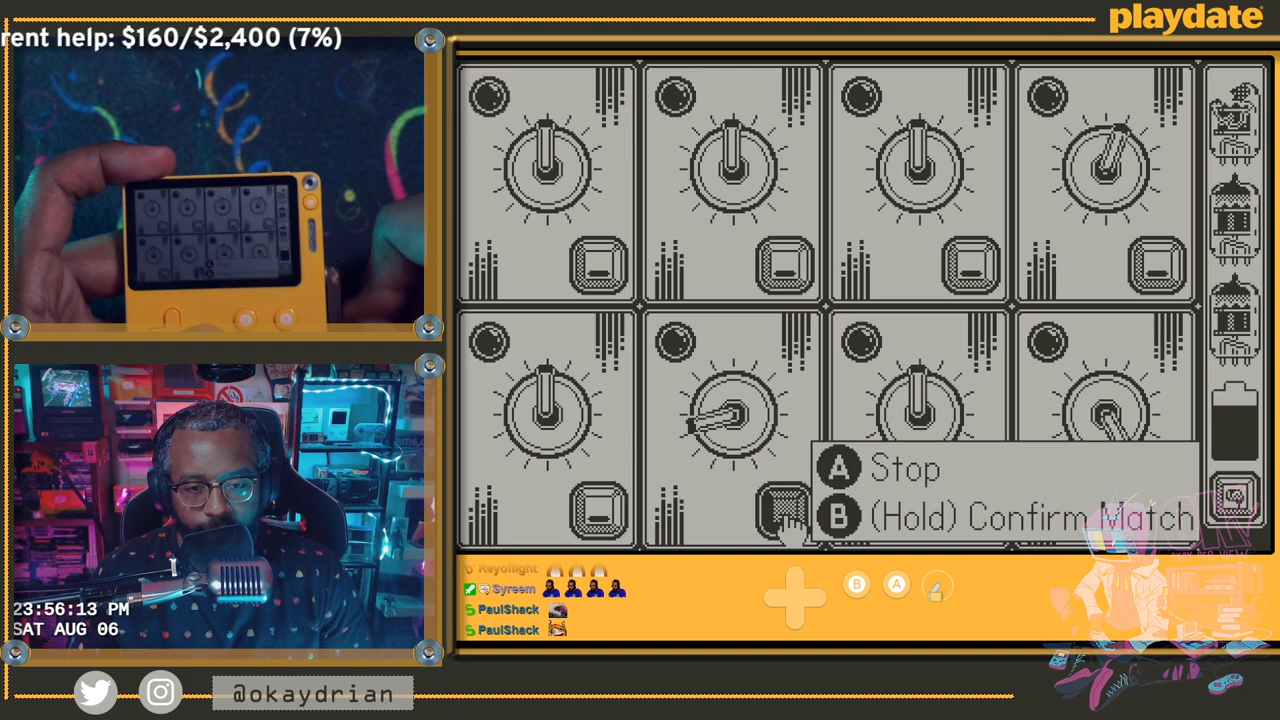 playdate
rent help: $160/$2,400 (7%)
A Stop
B (Hold) Confirm Match
Reyoflight
Syreem
PaulShack
PaulShack
B A
23:56:13 PM
SAT AUG 06
@okaydrian